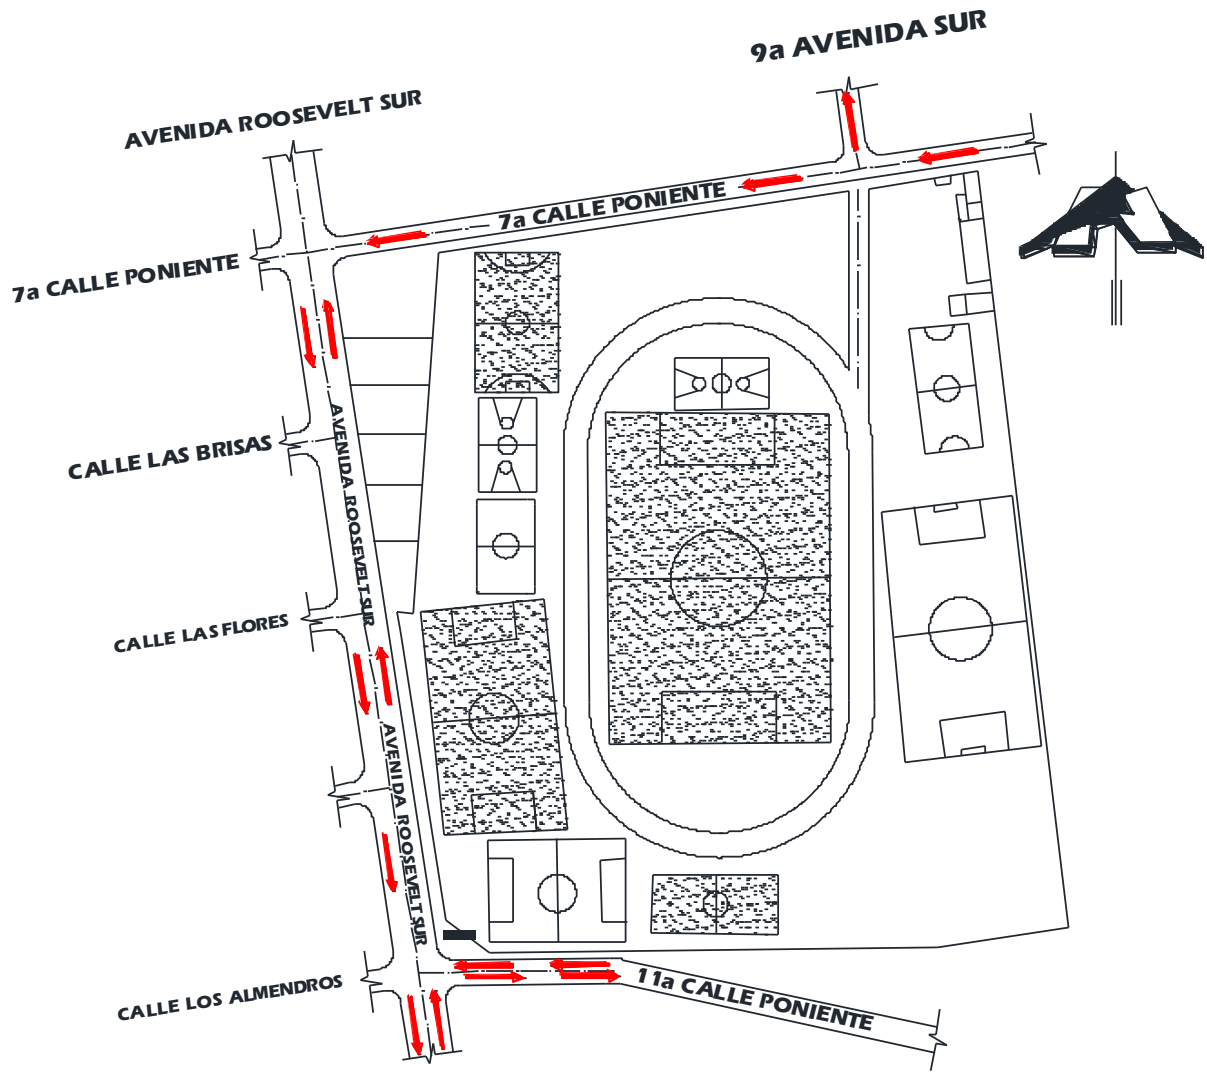 9a AVENIDA SUR
AVENIDA ROOSEVELT SUR
7a CALLE PONIENTE
7a CALLE PONIENTE
AVENIDA ROOSEVELT SUR
CALLE LAS BRISAS
CALLE LAS FLORES
AVENIDA ROOSEVELT SUR
CALLE LOS ALMENDROS
11a CALLE PONIENTE